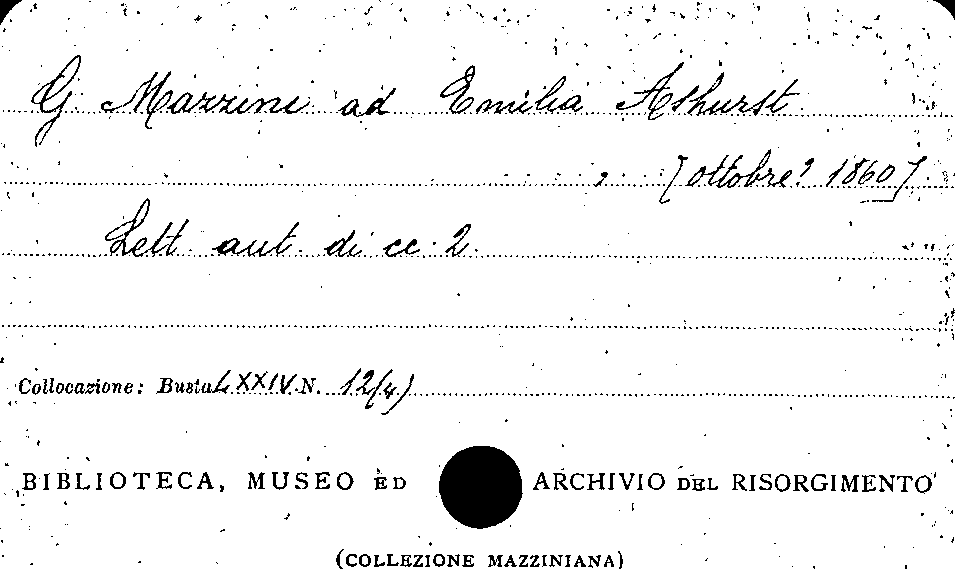 G. Mazzini ad Emilia Ashurst
, [ottobre? 1860].
Lett. aut. di cc. 2.
Collocazione: Busta LXXIV N. 12(4)
BIBLIOTECA, MUSEO ED ARCHIVIO DEL RISORGIMENTO
(COLLEZIONE MAZZINIANA)